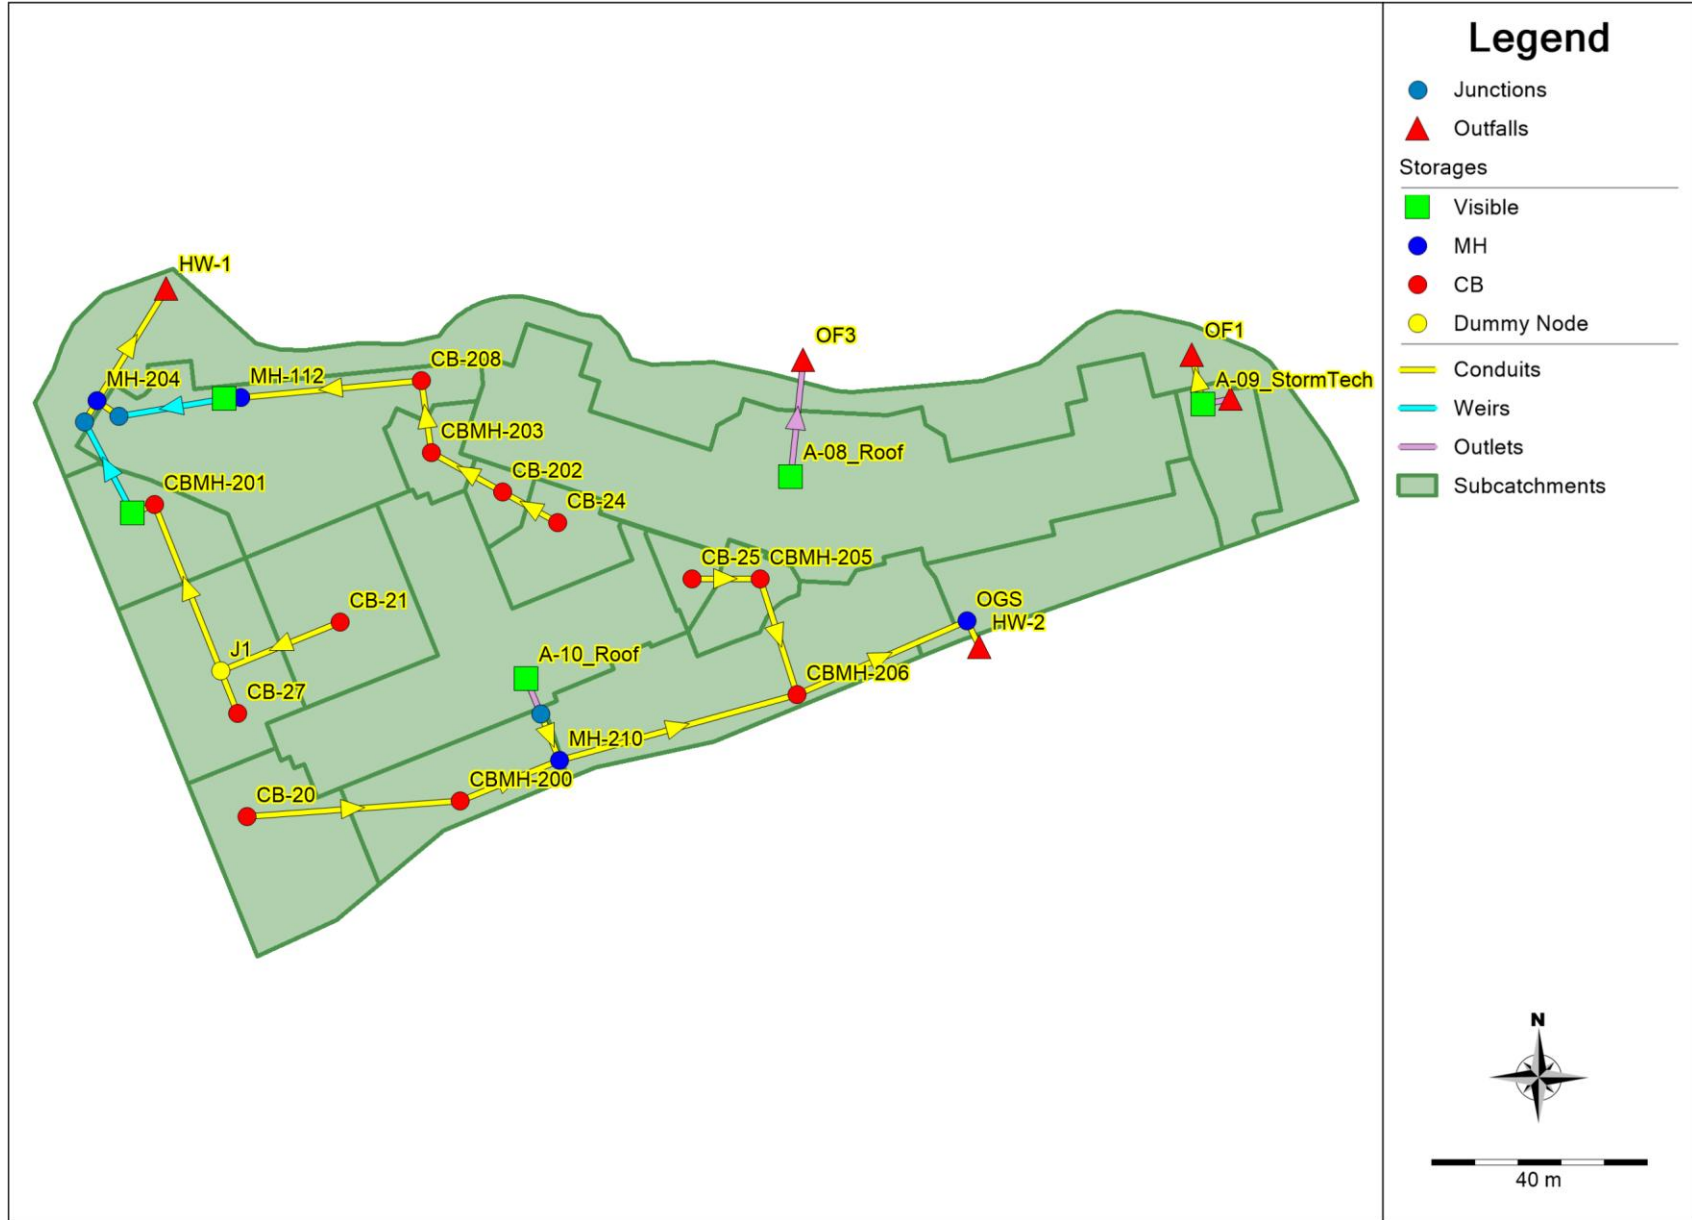 Legend
Junctions
Outfalls
Storages
Visible
MH
CB
Dummy Node
Conduits
Weirs
Outlets
Subcatchments
HW-1
OF3
OF1
CB-208
MH-204
MH-112
A-09_StormTech
CBMH-203
A-08_Roof
CBMH-201
CB-202
CB-24
CB-25
CBMH-205
CB-21
OGS
HW-2
J1
A-10_Roof
CBMH-206
CB-27
MH-210
CBMH-200
CB-20
N
40 m